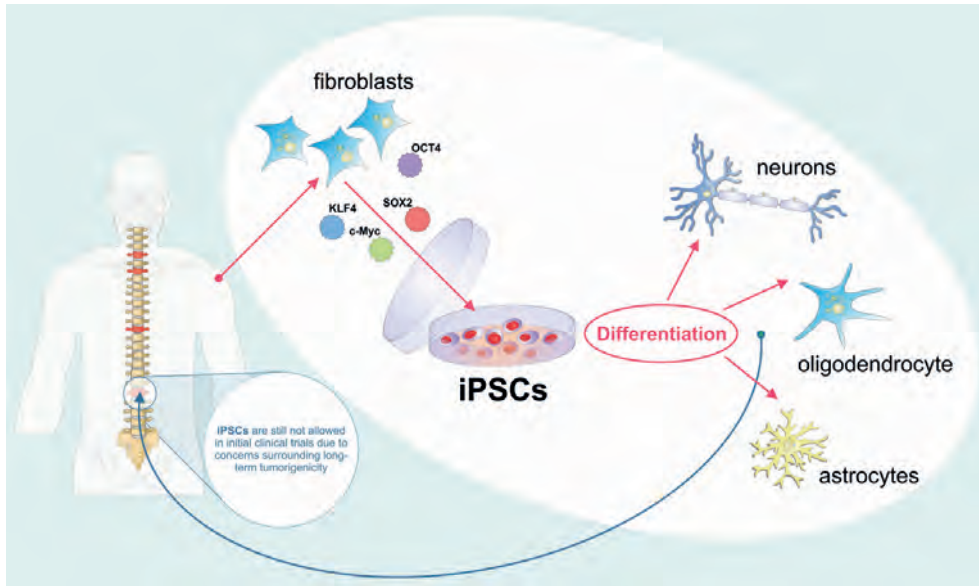 fibroblasts
OCT4
KLF4
SOX2
c-Myc
neurons
Differentiation
oligodendrocyte
iPSCs
astrocytes
iPSCs are still not allowed
in initial clinical trials due to
concerns surrounding long-
term tumorigenicity